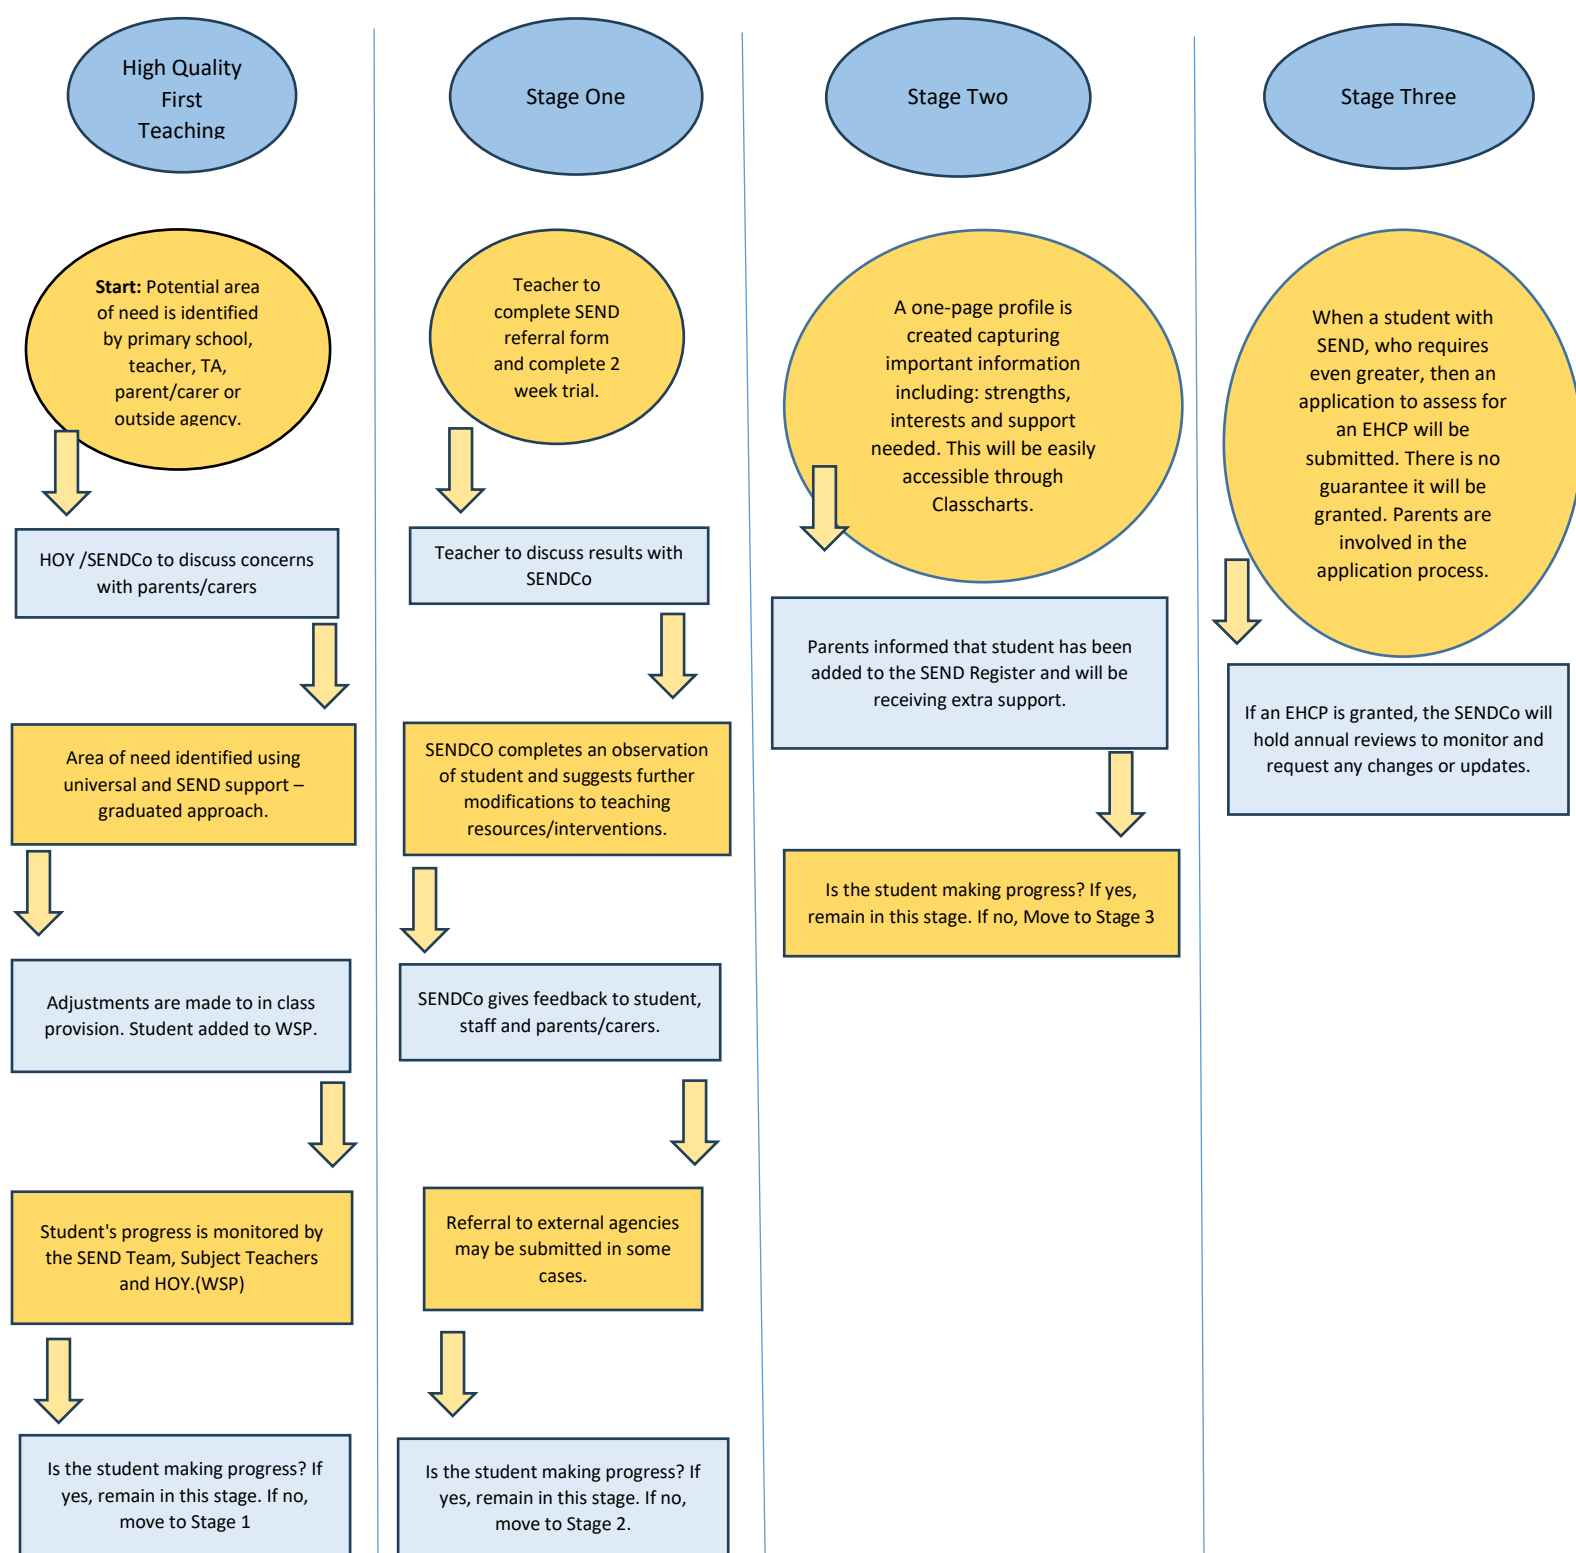 High Quality
First
Teaching
Start: Potential area
of need is identified
by primary school,
teacher, TA,
parent/carer or
outside agency.
HOY /SENDCo to discuss concerns
with parents/carers
Area of need identified using
universal and SEND support –
graduated approach.
Adjustments are made to in class
provision. Student added to WSP.
Student's progress is monitored by
the SEND Team, Subject Teachers
and HOY.(WSP)
Is the student making progress? If
yes, remain in this stage. If no,
move to Stage 1
Stage One
Teacher to
complete SEND
referral form
and complete 2
week trial.
Teacher to discuss results with
SENDCo
SENDCO completes an observation
of student and suggests further
modifications to teaching
resources/interventions.
SENDCo gives feedback to student,
staff and parents/carers.
Referral to external agencies
may be submitted in some
cases.
Is the student making progress? If
yes, remain in this stage. If no,
move to Stage 2.
Stage Two
A one-page profile is
created capturing
important information
including: strengths,
interests and support
needed. This will be easily
accessible through
Classcharts.
Parents informed that student has been
added to the SEND Register and will be
receiving extra support.
Is the student making progress? If yes,
remain in this stage. If no, Move to Stage 3
Stage Three
When a student with
SEND, who requires
even greater, then an
application to assess for
an EHCP will be
submitted. There is no
guarantee it will be
granted. Parents are
involved in the
application process.
If an EHCP is granted, the SENDCo will
hold annual reviews to monitor and
request any changes or updates.